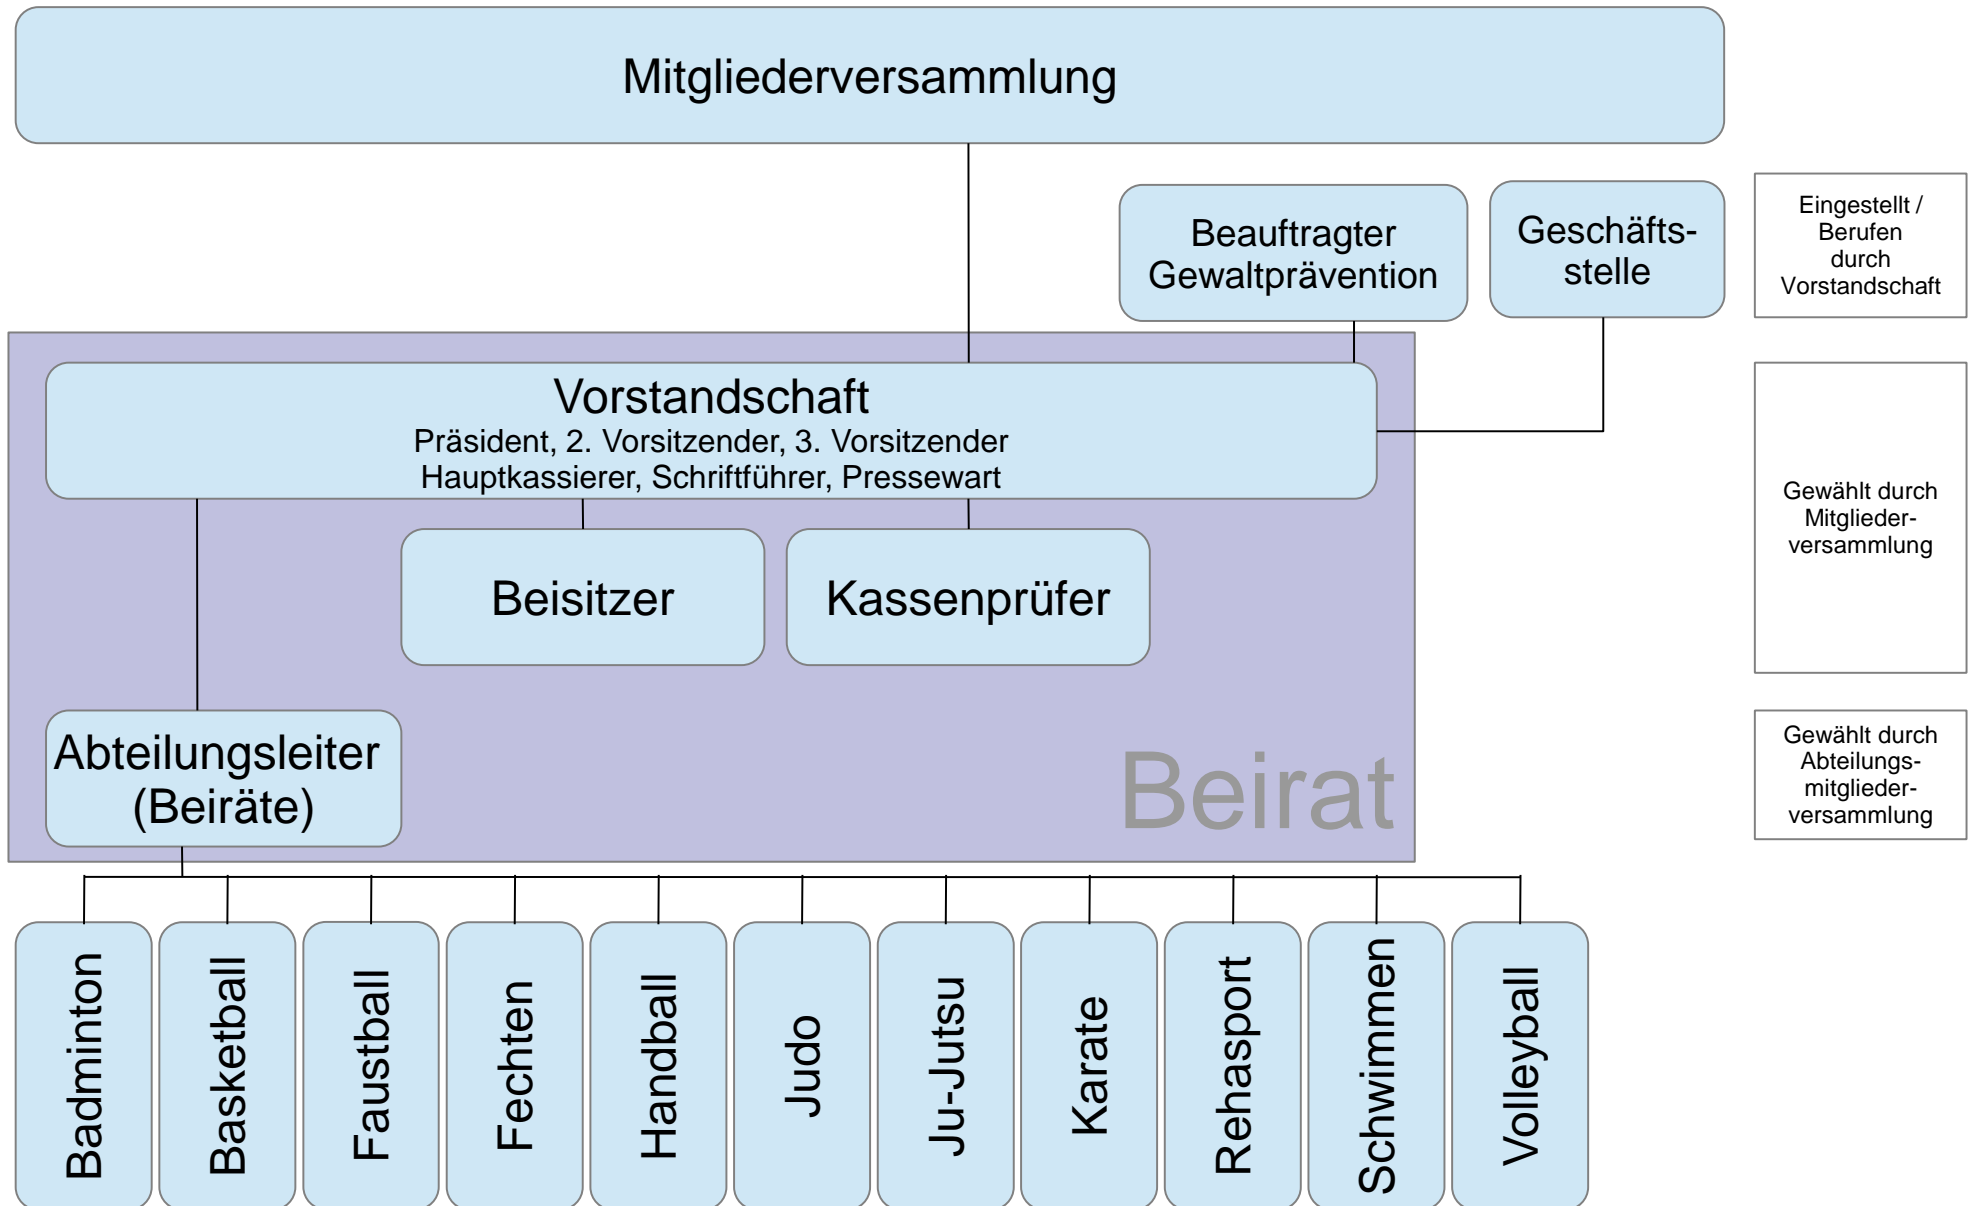 Mitgliederversammlung
Beauftragter
Gewaltprävention
Geschäfts-
stelle
Eingestellt /
Berufen
durch
Vorstandschaft
Vorstandschaft
Präsident, 2. Vorsitzender, 3. Vorsitzender
Hauptkassierer, Schriftführer, Pressewart
Gewählt durch
Mitglieder-
versammlung
Beisitzer
Kassenprüfer
Abteilungsleiter
(Beiräte)
Beirat
Gewählt durch
Abteilungs-
mitglieder-
versammlung
Badminton
Basketball
Faustball
Fechten
Handball
Judo
Ju-Jutsu
Karate
Rehasport
Schwimmen
Volleyball